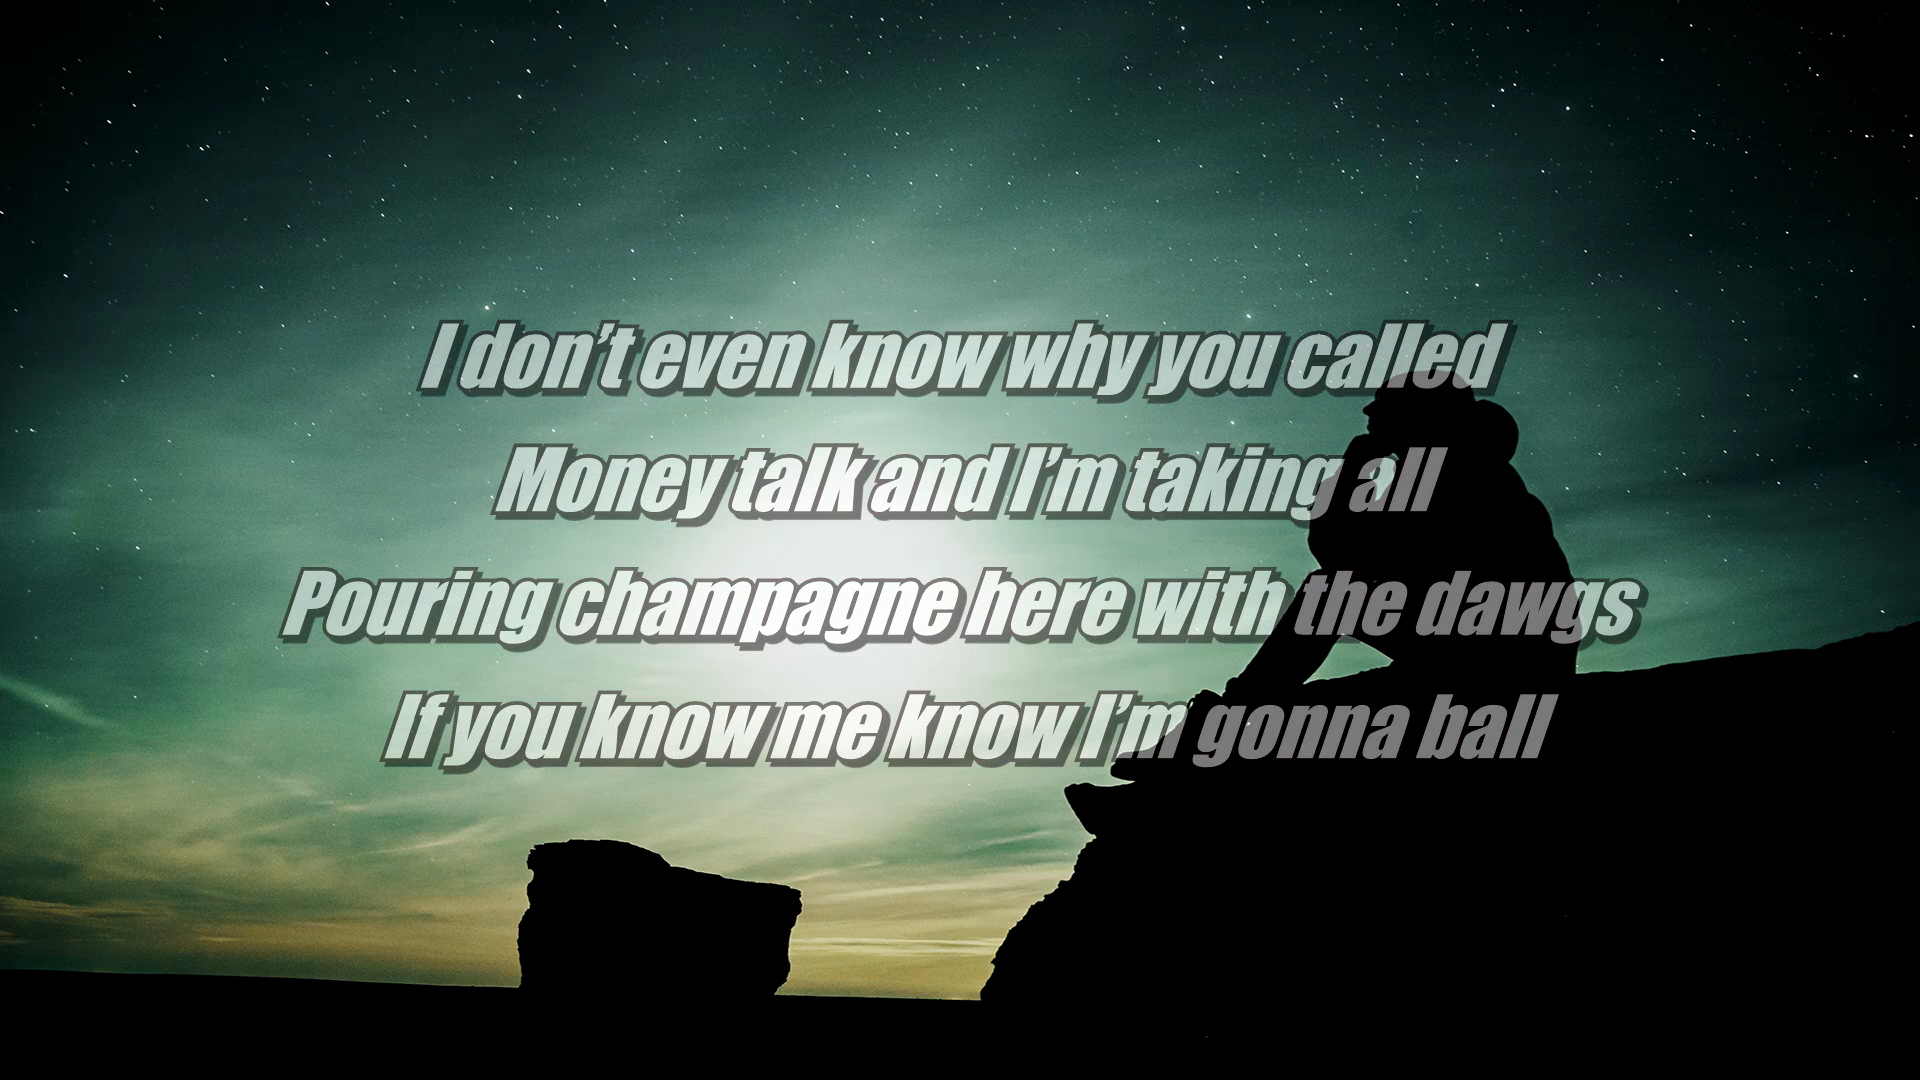 I don’t even know why you called
Money talk and I’m taking all
Pouring champagne here with the dawgs
If you know me know I’m gonna ball